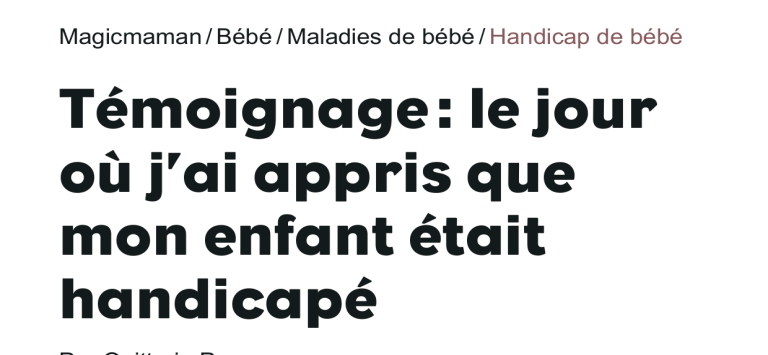 Magicmaman / Bébé / Maladies de bébé / Handicap de bébé
Témoignage : le jour
où j’ai appris que
mon enfant était
handicapé